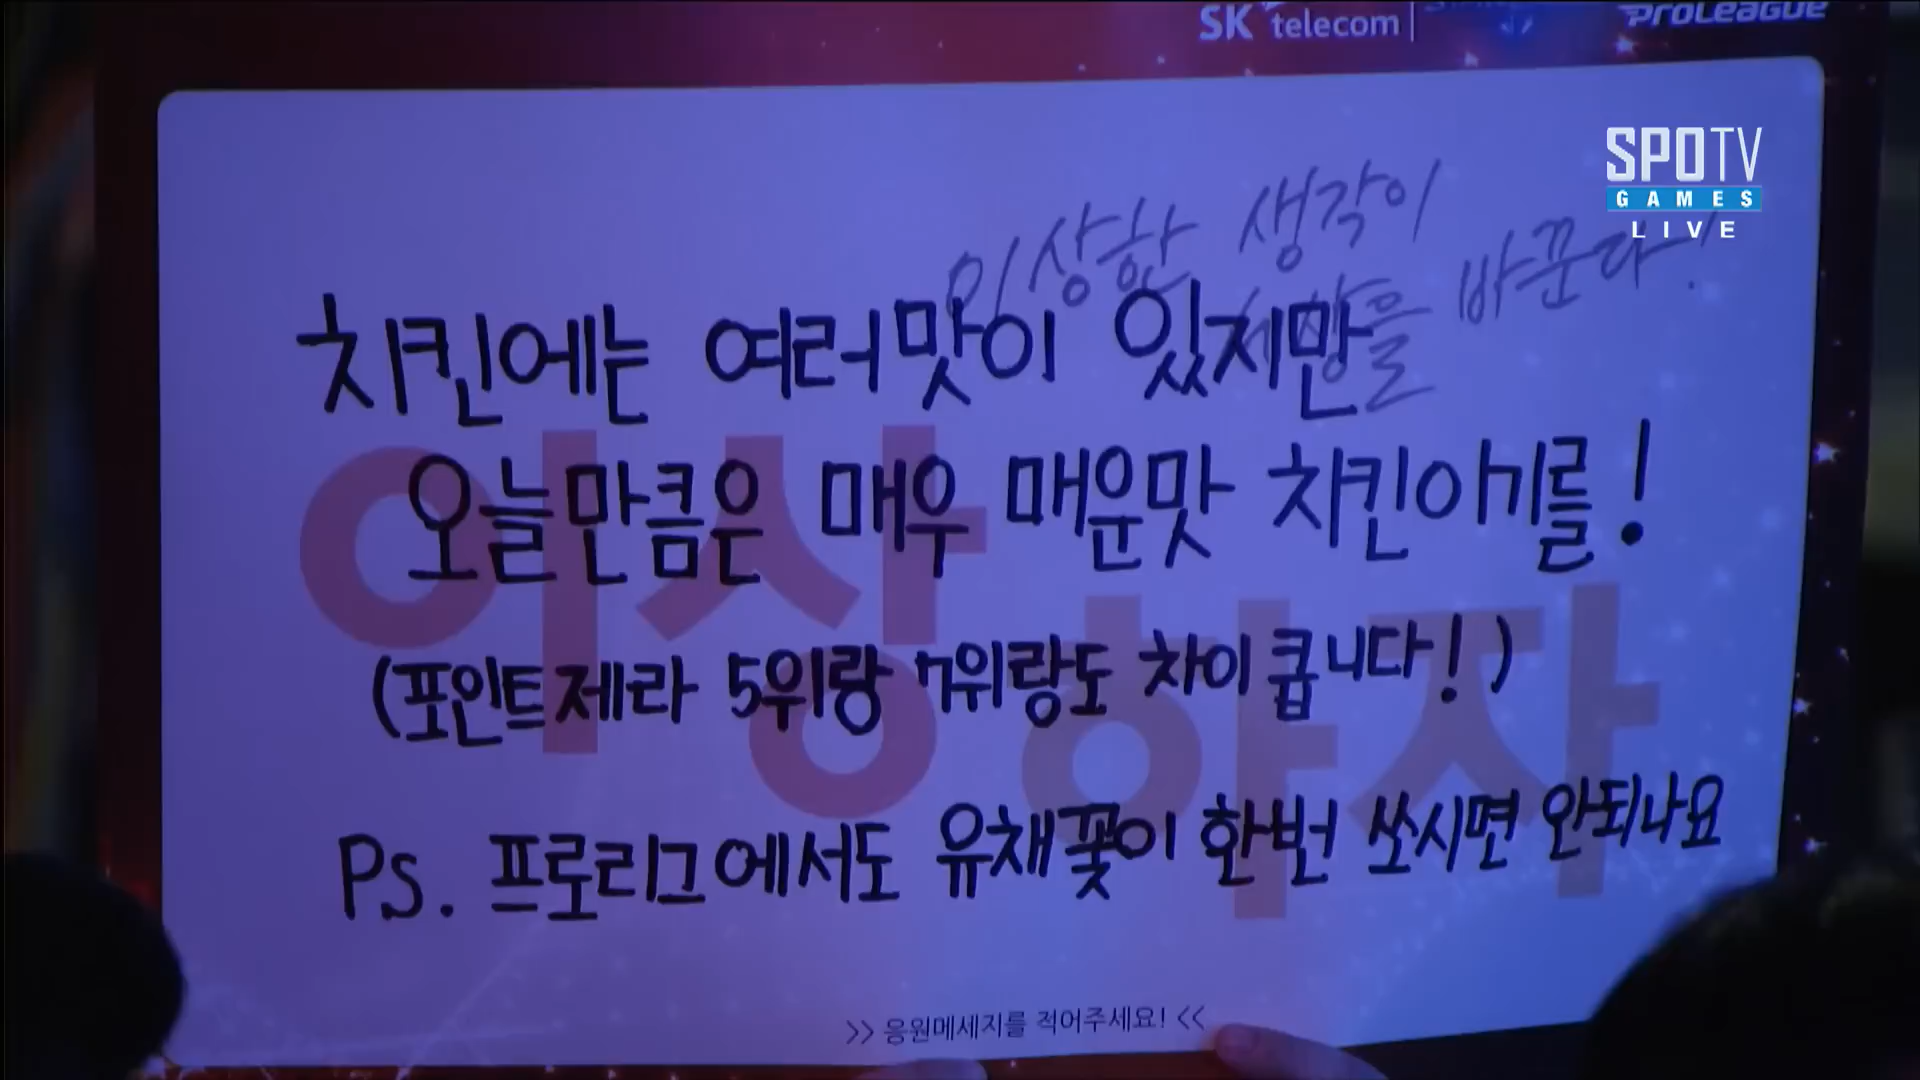 SK telecom
PROLEAGUE
SPOTV
GAMES
LIVE
이상한 생각이
세상을 바꾼다!
치킨에는 여러맛이 있지만
오늘만큼은 매우 매운맛 치킨이기를!
(포인트제라 5위랑 7위랑도 차이 큽니다!)
Ps. 프로리그에서도 유채꽃이 한번 쏘시면 안되나요
이상
하자
>> 응원메세지를 적어주세요! <<